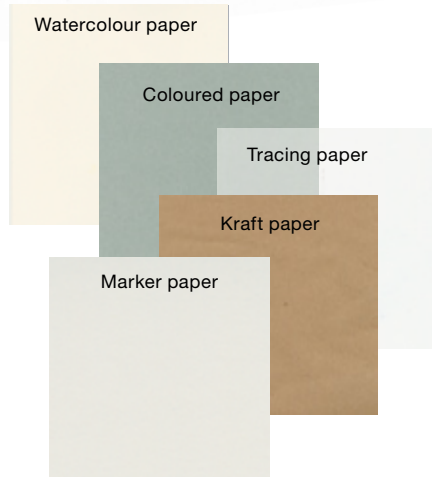 Watercolour paper
Coloured paper
Tracing paper
Kraft paper
Marker paper